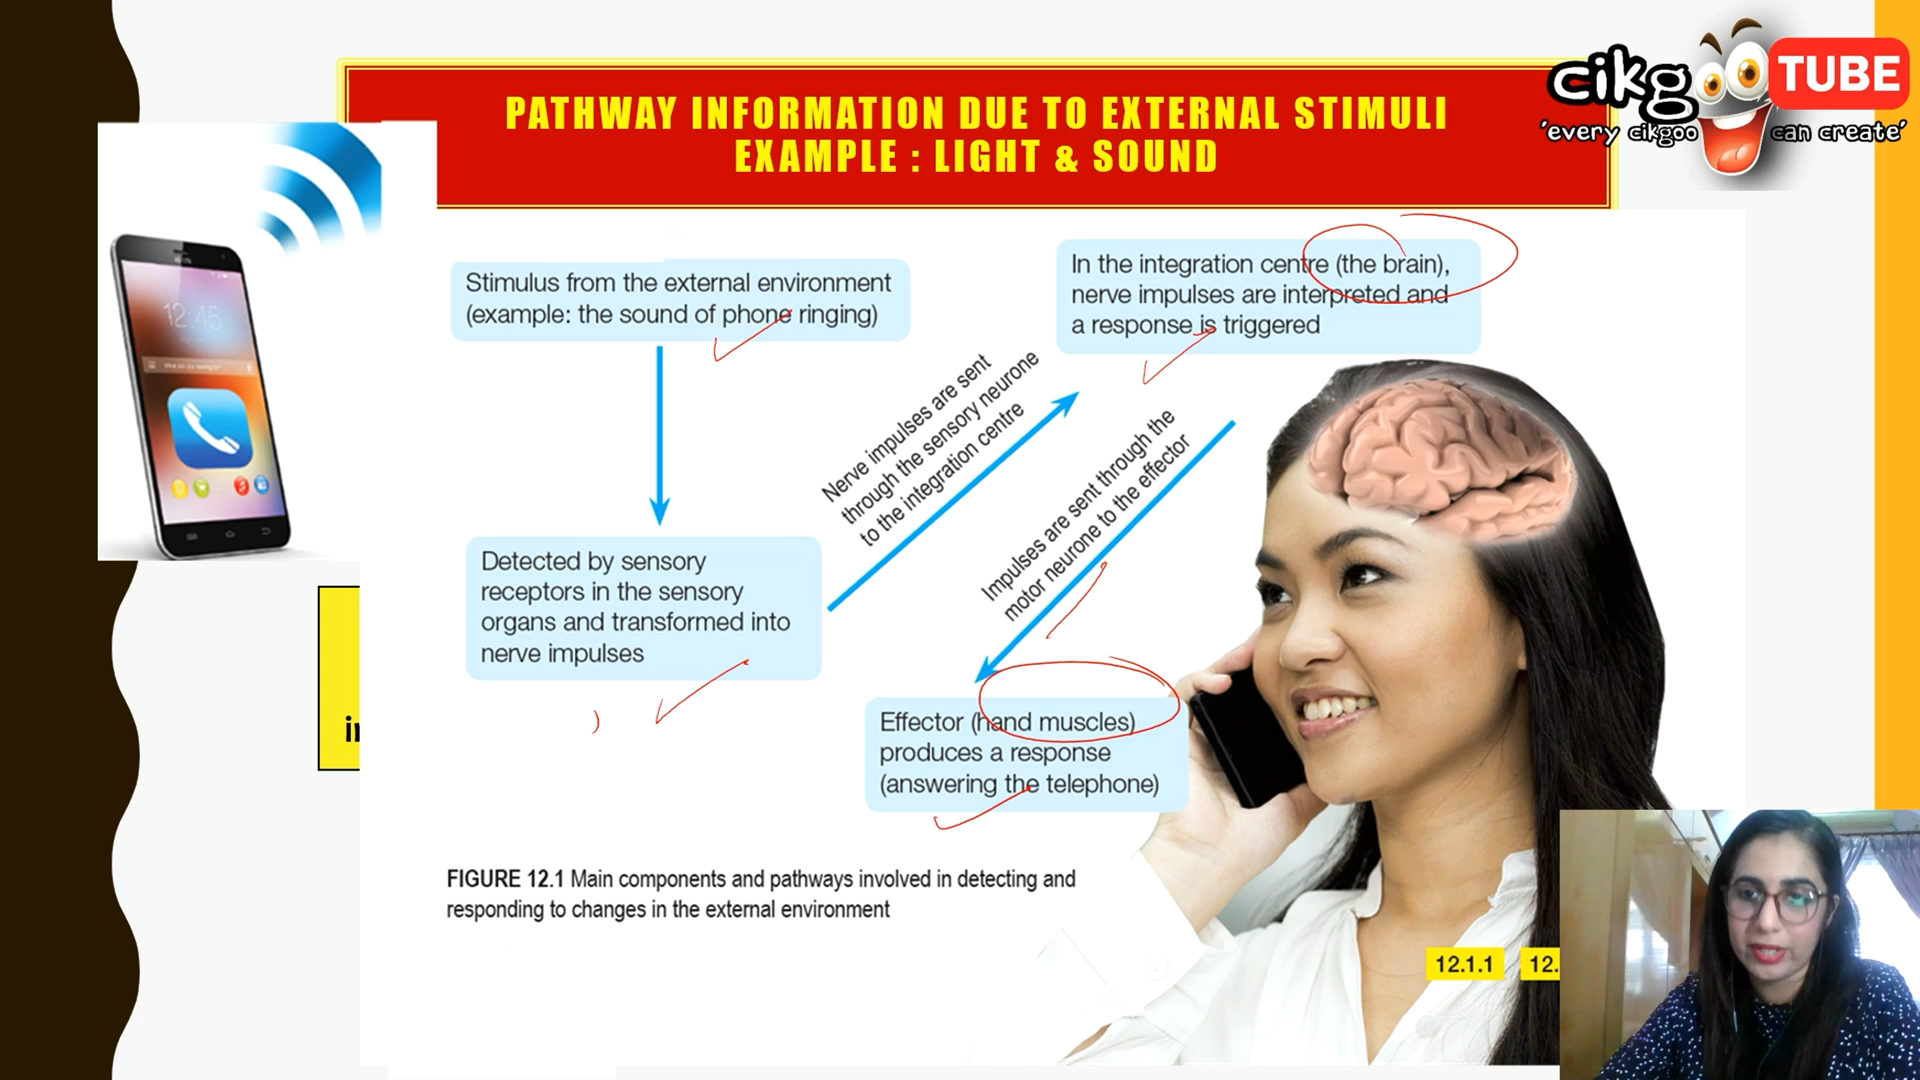 PATHWAY INFORMATION DUE TO EXTERNAL STIMULI
EXAMPLE : LIGHT & SOUND
cikgoo TUBE
'every cikgoo can create'
12:45
Stimulus from the external environment
(example: the sound of phone ringing)
In the integration centre (the brain),
nerve impulses are interpreted and
a response is triggered
Nerve impulses are sent
through the sensory neurone
to the integration centre
Impulses are sent through the
motor neurone to the effector
Detected by sensory
receptors in the sensory
organs and transformed into
nerve impulses
Effector (hand muscles)
produces a response
(answering the telephone)
FIGURE 12.1 Main components and pathways involved in detecting and
responding to changes in the external environment
12.1.1
12.